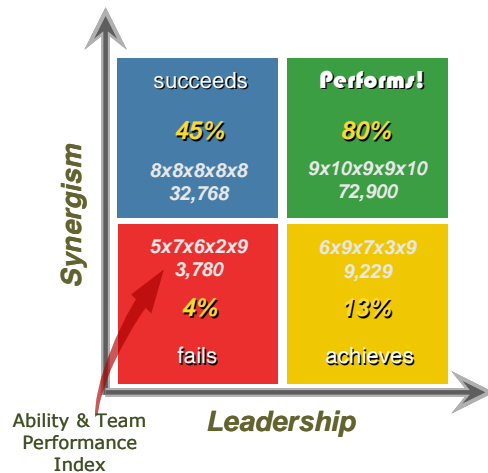 succeeds
45%
8x8x8x8x8
32,768
Performs!
80%
9x10x9x9x10
72,900
Synergism
5x7x6x2x9
3,780
4%
fails
6x9x7x3x9
9,229
13%
achieves
Ability & Team
Performance
Index
Leadership